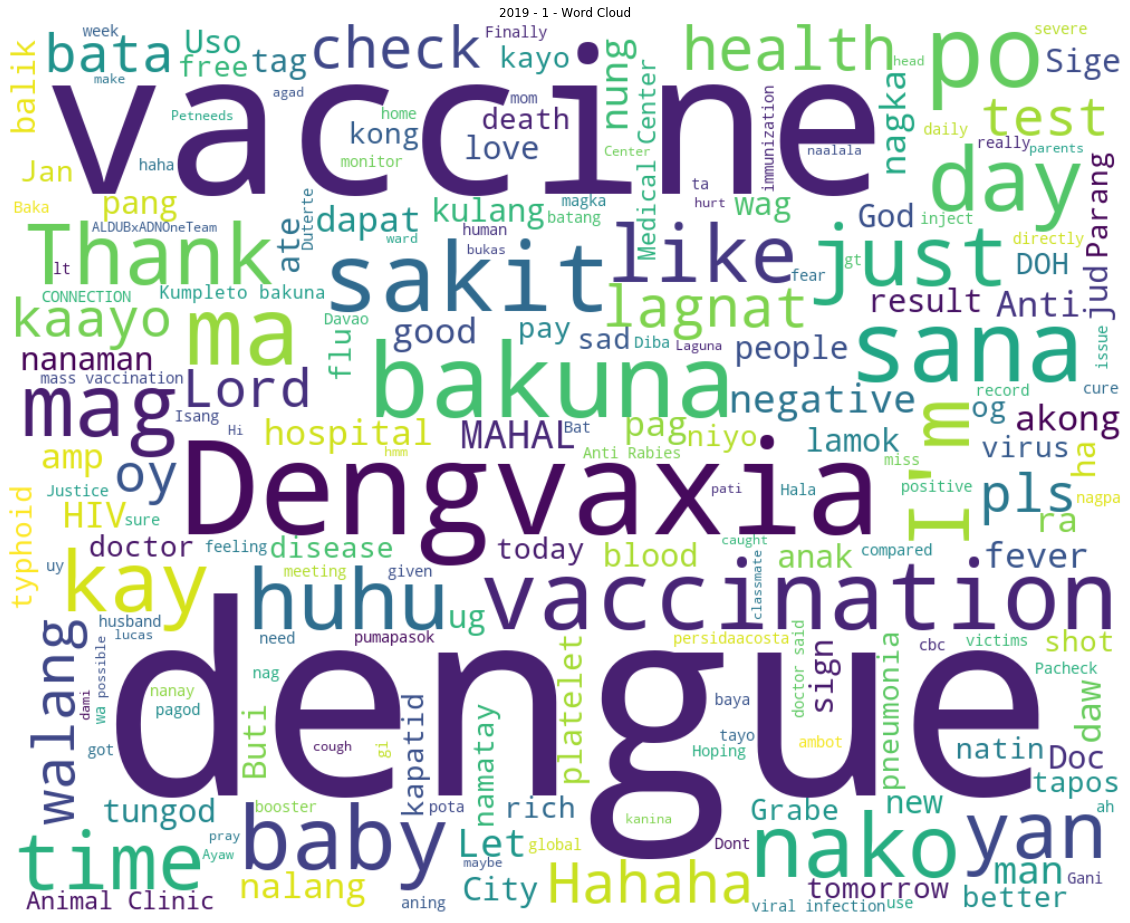 2019 - 1 - Word Cloud
week
bata
Uso
free
tag
check
Finally
kayo
nung
health
head
po
severe
Sige
balik
make
Petneeds
agad
vaccine
home
monitor
haha
kong
mom
death
love
Center
Medical Center
immunization
naalala
nagka
daily
test
really
parents
Jan
Baka
pang
ALDUBxADNOneTeam
ate
Duterte
dapat
ward
kulang
human
bukas
magka
batang
ta
hurt
wag
God
inject
day
directly
DOH
Parang
lt
Thank
CONNECTION
Kumpleto bakuna
sakit
like
fear
gt
just
result
Anti
jud
kaayo
ma
Davao
flu
good
pay
sad
Diba
Laguna
lagnat
people
sana
issue
nanaman
mass vaccination
Isang
Lord
Hi
bakuna
negative
record
cure
mag
hospital
hmm
MAHAL
Bat
pag
niyo
lamok
og
akong
virus
I'm
amp
oy
Anti Rabies
miss
ha
Justice
HIV
sure
Dengvaxia
pati
Hala
positive
pls
nagpa
typhoid
ra
doctor
feeling
disease
today
blood
caught
anak
compared
fever
uy
kay
meeting
given
classmate
vaccination
husband
lucas
huhu
ug
need
pumapasok
persidaacosta
cbc
victims
shot
walang
dami
wa possible
nanay
pagod
nag
dengue
platelet
baya
doctor said
sign
pneumonia
Pacheck
daw
got
Buti
cough
gi
kapatid
namatay
tayo
Hoping
ambot
natin
Doc
tapos
tungod
booster
pota
rich
kanina
Grabe
new
ah
time
pray
Ayaw
baby
Let
maybe
global
Dont
nako
yan
man
Gani
Animal Clinic
nalang
aning
City
Hahaha
viral infection
use
tomorrow
better